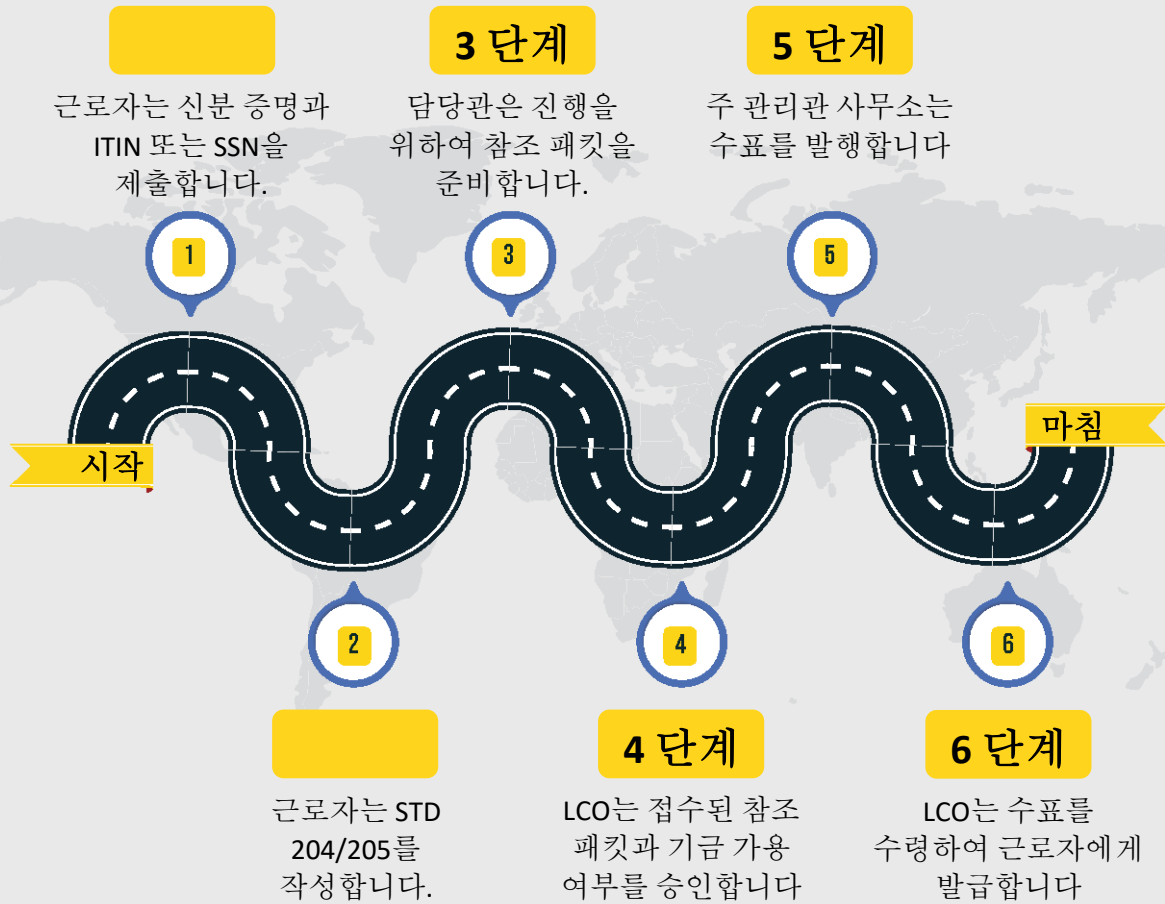 근로자는 신분 증명과
ITIN 또는 SSN을
제출합니다.
1
3 단계
담당관은 진행을
위하여 참조 패킷을
준비합니다.
3
5 단계
주 관리관 사무소는
수표를 발행합니다
5
시작
마침
2
근로자는 STD
204/205를
작성합니다.
4
4 단계
LCO는 접수된 참조
패킷과 기금 가용
여부를 승인합니다
6
6 단계
LCO는 수표를
수령하여 근로자에게
발급합니다